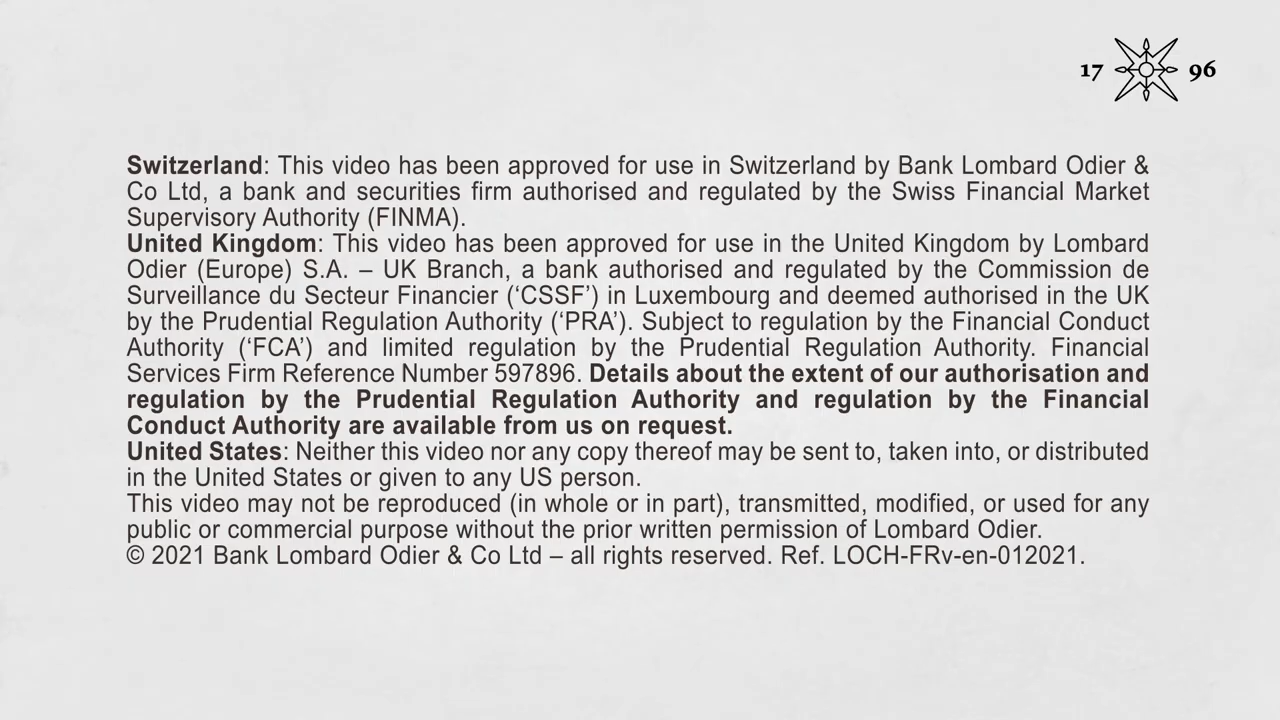 17 96
Switzerland: This video has been approved for use in Switzerland by Bank Lombard Odier &
Co Ltd, a bank and securities firm authorised and regulated by the Swiss Financial Market
Supervisory Authority (FINMA).
United Kingdom: This video has been approved for use in the United Kingdom by Lombard
Odier (Europe) S.A. – UK Branch, a bank authorised and regulated by the Commission de
Surveillance du Secteur Financier (‘CSSF’) in Luxembourg and deemed authorised in the UK
by the Prudential Regulation Authority (‘PRA’). Subject to regulation by the Financial Conduct
Authority (‘FCA’) and limited regulation by the Prudential Regulation Authority. Financial
Services Firm Reference Number 597896. Details about the extent of our authorisation and
regulation by the Prudential Regulation Authority and regulation by the Financial
Conduct Authority are available from us on request.
United States: Neither this video nor any copy thereof may be sent to, taken into, or distributed
in the United States or given to any US person.
This video may not be reproduced (in whole or in part), transmitted, modified, or used for any
public or commercial purpose without the prior written permission of Lombard Odier.
© 2021 Bank Lombard Odier & Co Ltd – all rights reserved. Ref. LOCH-FRv-en-012021.